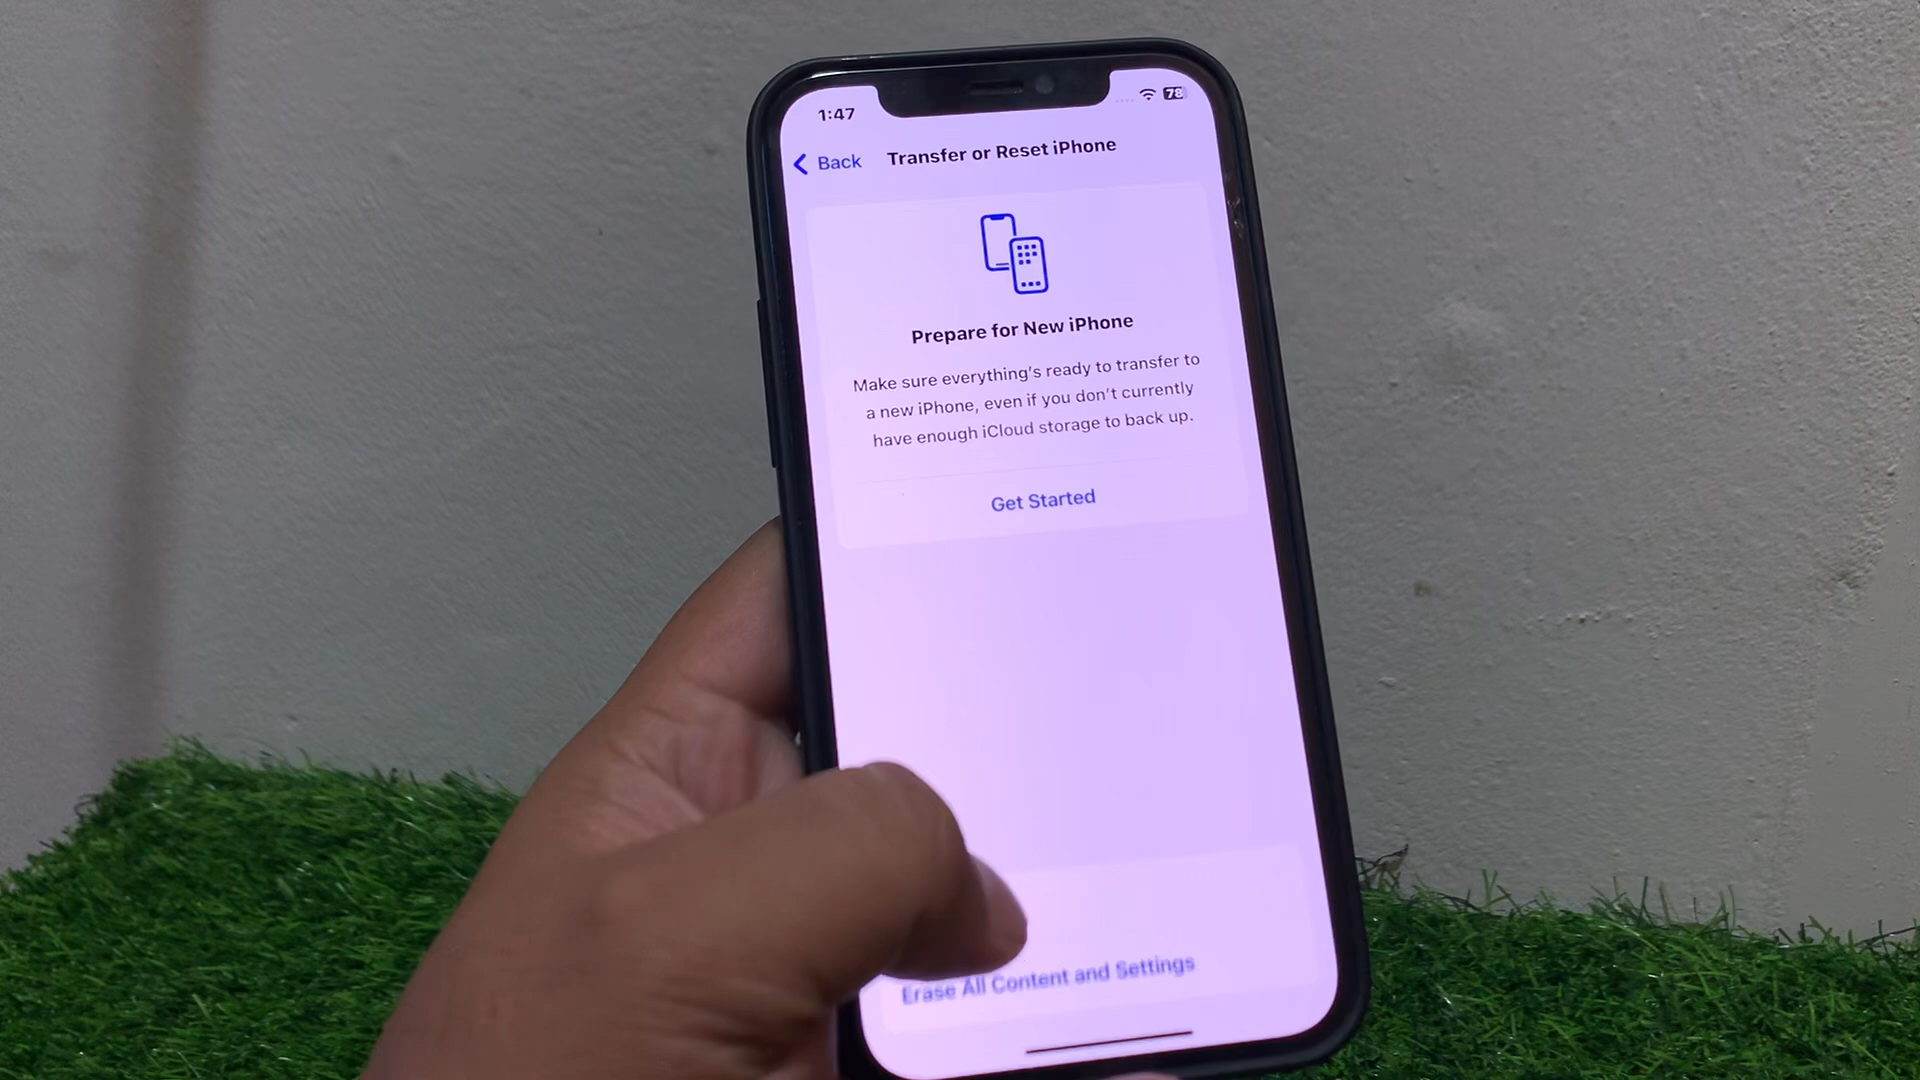 1:47
78
Back
Transfer or Reset iPhone
Prepare for New iPhone
Make sure everything's ready to transfer to
a new iPhone, even if you don't currently
have enough iCloud storage to back up.
Get Started
Erase All Content and Settings